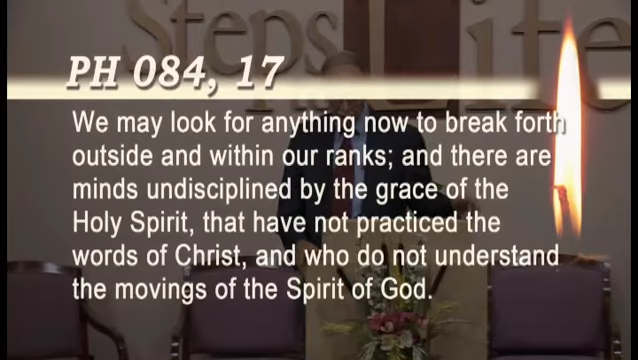 Steps Life
PH 084, 17
We may look for anything now to break forth
outside and within our ranks; and there are
minds undisciplined by the grace of the
Holy Spirit, that have not practiced the
words of Christ, and who do not understand
the movings of the Spirit of God.